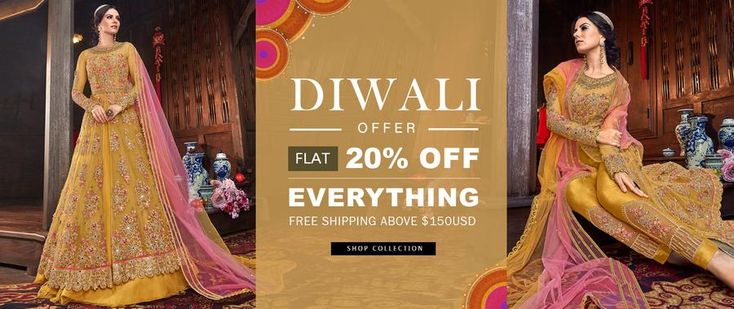 DIWALI
OFFER
FLAT 20% OFF
EVERYTHING
FREE SHIPPING ABOVE $150USD
SHOP COLLECTION